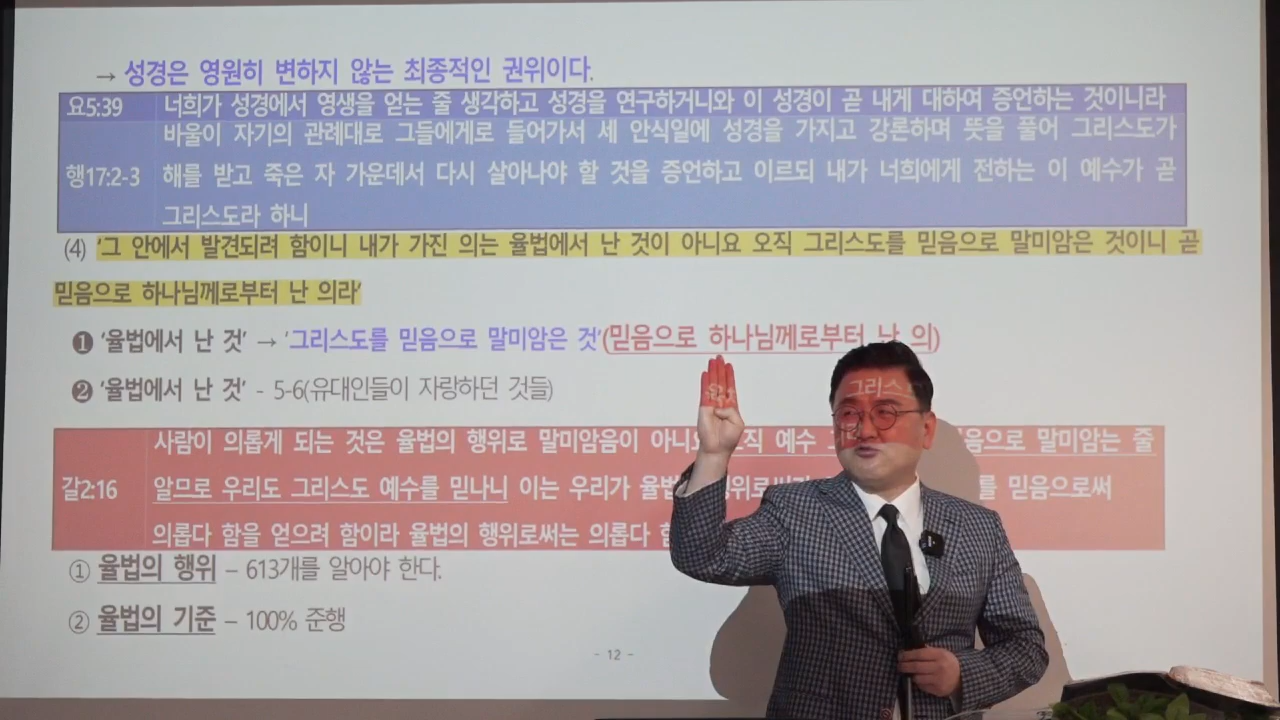 → 성경은 영원히 변하지 않는 최종적인 권위이다.
요5:39 너희가 성경에서 영생을 얻는 줄 생각하고 성경을 연구하거니와 이 성경이 곧 내게 대하여 증언하는 것이니라
바울이 자기의 관례대로 그들에게로 들어가서 세 안식일에 성경을 가지고 강론하며 뜻을 풀어 그리스도가
행17:2-3 해를 받고 죽은 자 가운데서 다시 살아나야 할 것을 증언하고 이르되 내가 너희에게 전하는 이 예수가 곧
그리스도라 하니
(4) '그 안에서 발견되려 함이니 내가 가진 의는 율법에서 난 것이 아니요 오직 그리스도를 믿음으로 말미암은 것이니 곧
믿음으로 하나님께로부터 난 의라'
❶ '율법에서 난 것' → '그리스도를 믿음으로 말미암은 것'(믿음으로 하나님께로부터 난 의)
❷ '율법에서 난 것' - 5-6(유대인들이 자랑하던 것들)
사람이 의롭게 되는 것은 율법의 행위로 말미암음이 아니요 오직 예수 믿음으로 말미암는 줄
갈2:16 알므로 우리도 그리스도 예수를 믿나니 이는 우리가 믿음으로써
의롭다 함을 얻으려 함이라 율법의 행위로써는 의롭다
① 율법의 행위 – 613개를 알아야 한다.
② 율법의 기준 – 100% 준행
- 12 -